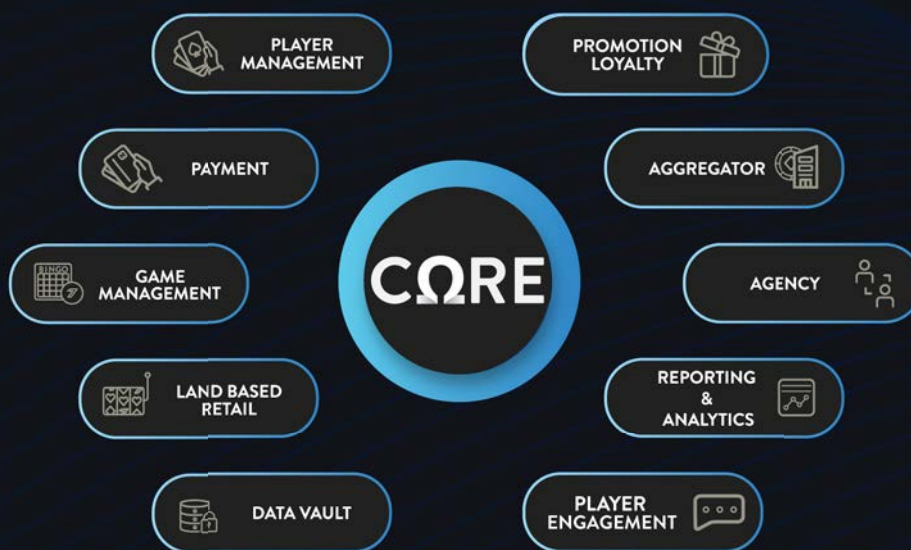 PLAYER
MANAGEMENT
PROMOTION
LOYALTY
PAYMENT
AGGREGATOR
BINGO
GAME
MANAGEMENT
CΩRE
AGENCY
LAND BASED
RETAIL
REPORTING
&
ANALYTICS
DATA VAULT
PLAYER
ENGAGEMENT